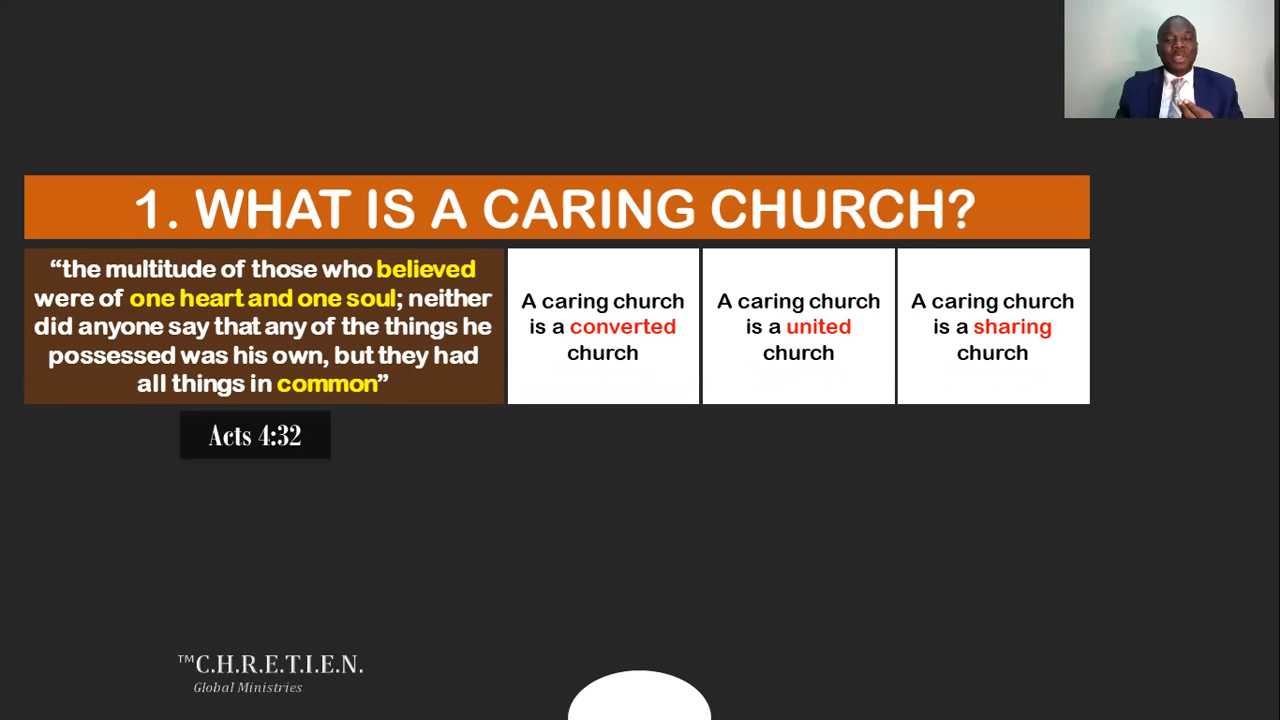 1. WHAT IS A CARING CHURCH?
“the multitude of those who believed
were of one heart and one soul; neither
did anyone say that any of the things he
possessed was his own, but they had
all things in common”
A caring church
is a converted
church
A caring church
is a united
church
A caring church
is a sharing
church
Acts 4:32
™C.H.R.E.T.I.E.N.
Global Ministries